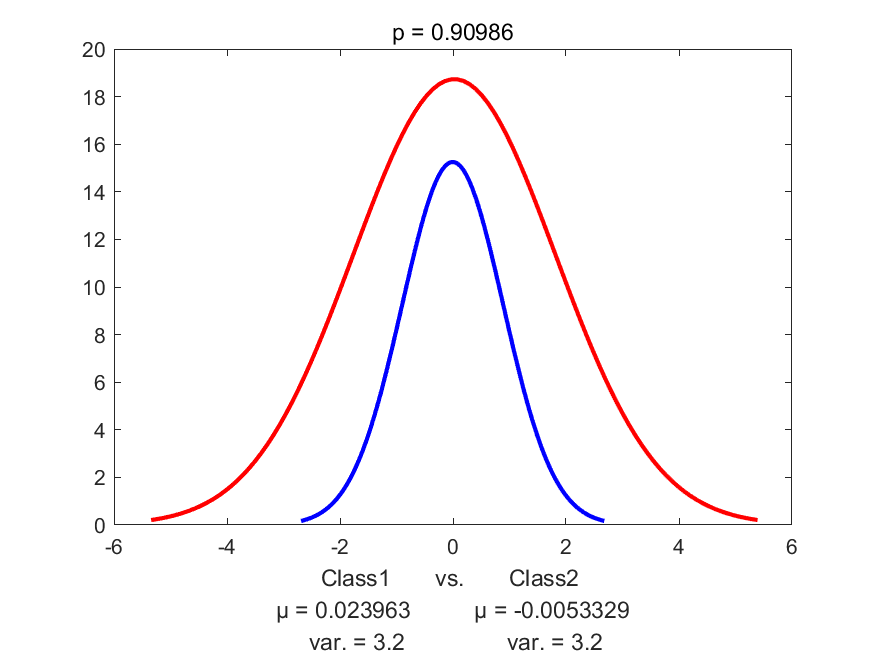 p = 0.90986
20
18
16
14
12
10
8
6
4
2
0
-6 -4 -2 0 2 4 6
Class1 vs. Class2
μ = 0.023963 μ = -0.0053329
var. = 3.2 var. = 3.2